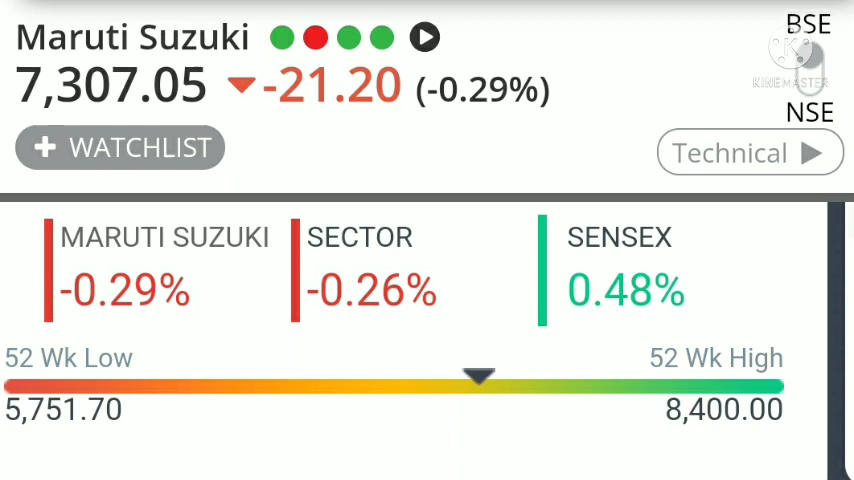 Maruti Suzuki
BSE
7,307.05 -21.20 (-0.29%)
KINEMASTER
NSE
+ WATCHLIST
Technical
MARUTI SUZUKI SECTOR SENSEX
-0.29% -0.26% 0.48%
52 Wk Low 52 Wk High
5,751.70 8,400.00